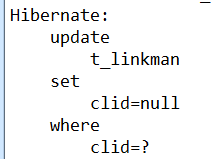 Hibernate:
    update
        t_linkman
    set
        clid=null
    where
        clid=?